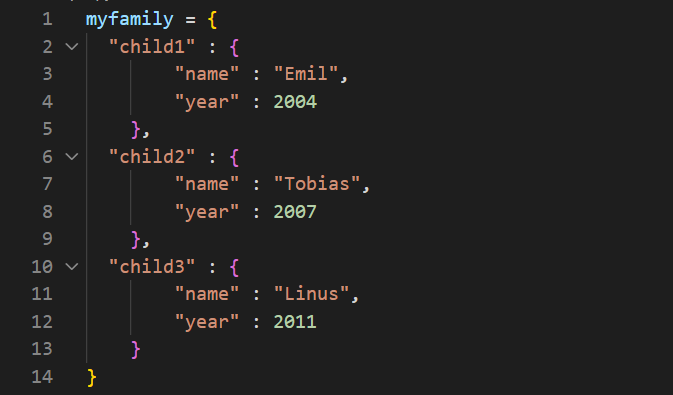 1 myfamily = {
2 "child1" : {
3 "name" : "Emil",
4 "year" : 2004
5 },
6 "child2" : {
7 "name" : "Tobias",
8 "year" : 2007
9 },
10 "child3" : {
11 "name" : "Linus",
12 "year" : 2011
13 }
14 }